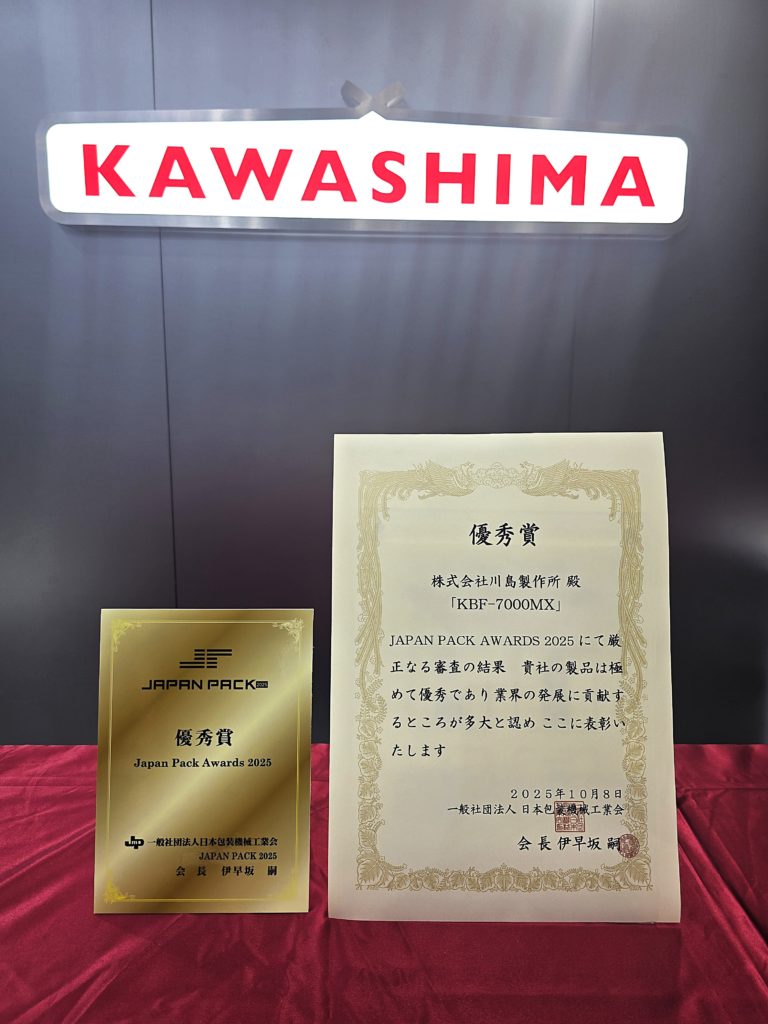 KAWASHIMA
JAPAN PACK 2025
優秀賞
Japan Pack Awards 2025
一般社団法人日本包装機械工業会
JAPAN PACK 2025
会 長 伊早坂 嗣
優秀賞
株式会社川島製作所 殿
「KBF-7000MX」
JAPAN PACK AWARDS 2025 にて厳
正なる審査の結果 貴社の製品は極
めて優秀であり業界の発展に貢献す
るところが多大と認め ここに表彰い
たします
2025年10月8日
一般社団法人 日本包装機械工業会
会 長 伊早坂 嗣